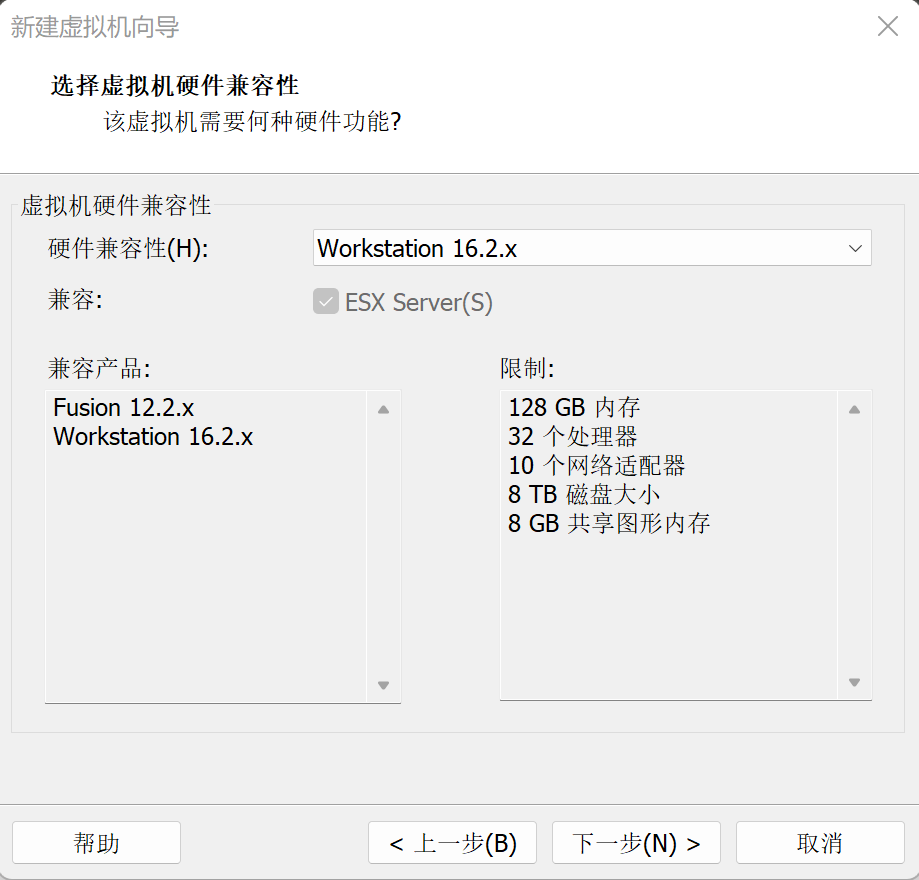 新建虚拟机向导
选择虚拟机硬件兼容性
该虚拟机需要何种硬件功能?
虚拟机硬件兼容性
硬件兼容性(H): Workstation 16.2.x
兼容: ESX Server(S)
兼容产品:
Fusion 12.2.x
Workstation 16.2.x
限制:
128 GB 内存
32 个处理器
10 个网络适配器
8 TB 磁盘大小
8 GB 共享图形内存
帮助 < 上一步(B) 下一步(N) > 取消